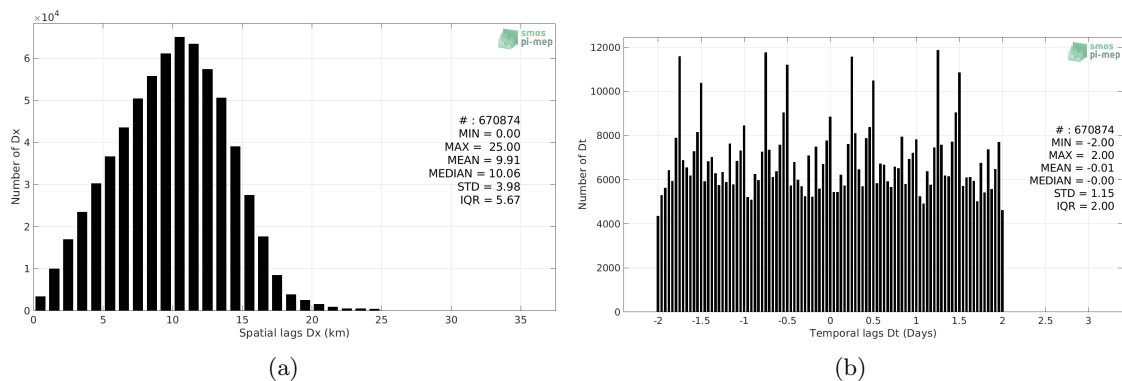 ×10⁴
smos
pi-mep
6
5
4
3
2
1
0
Number of Dx
# : 670874
MIN = 0.00
MAX = 25.00
MEAN = 9.91
MEDIAN = 10.06
STD = 3.98
IQR = 5.67
0 5 10 15 20 25 30 35
Spatial lags Dx (km)
(a)
smos
pi-mep
12000
10000
8000
6000
4000
2000
0
Number of Dt
# : 670874
MIN = -2.00
MAX = 2.00
MEAN = -0.01
MEDIAN = -0.00
STD = 1.15
IQR = 2.00
-2 -1.5 -1 -0.5 0 0.5 1 1.5 2 2.5 3
Temporal lags Dt (Days)
(b)